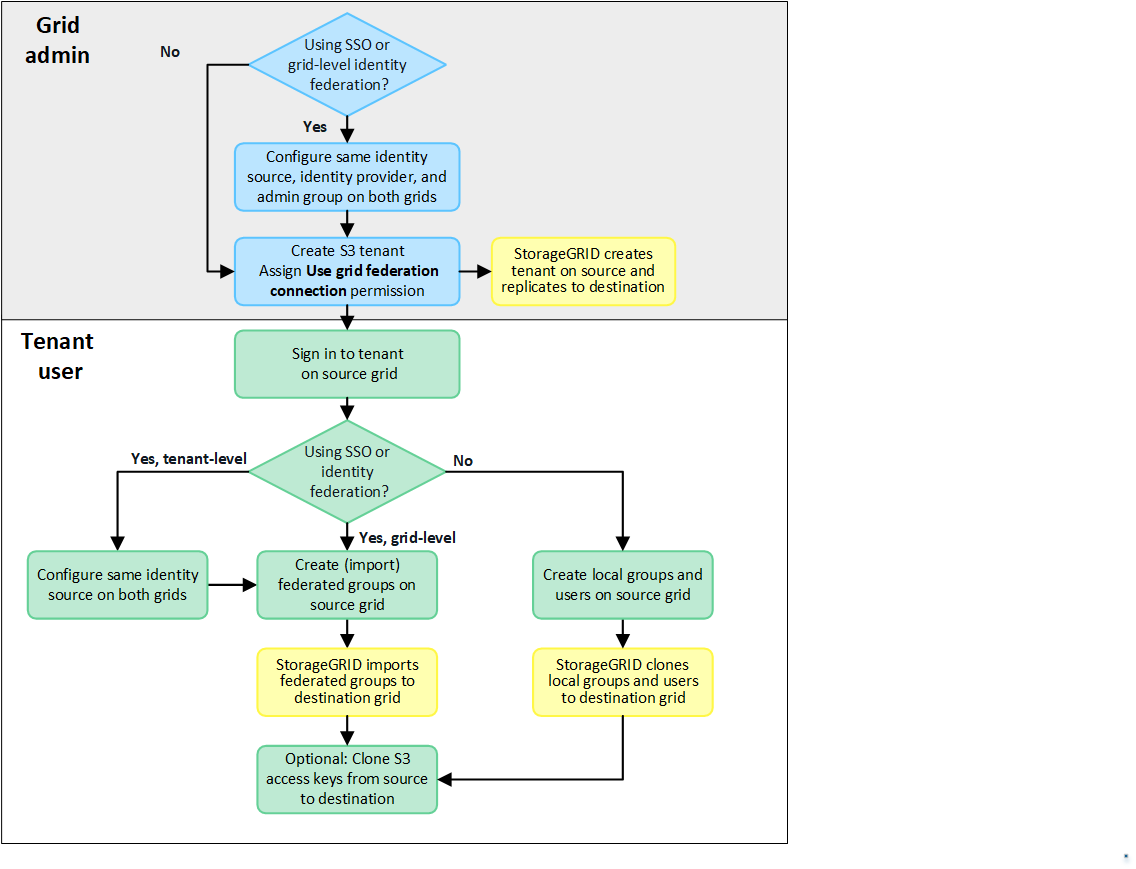 Grid
admin
No
Using SSO or
grid-level identity
federation?
Yes
Configure same identity
source, identity provider, and
admin group on both grids
Create S3 tenant
Assign Use grid federation
connection permission
StorageGRID creates
tenant on source and
replicates to destination
Tenant
user
Sign in to tenant
on source grid
Using SSO or
identity
federation?
Yes, tenant-level
No
Yes, grid-level
Configure same identity
source on both grids
Create (import)
federated groups on
source grid
Create local groups and
users on source grid
StorageGRID imports
federated groups to
destination grid
StorageGRID clones
local groups and users
to destination grid
Optional: Clone S3
access keys from source
to destination